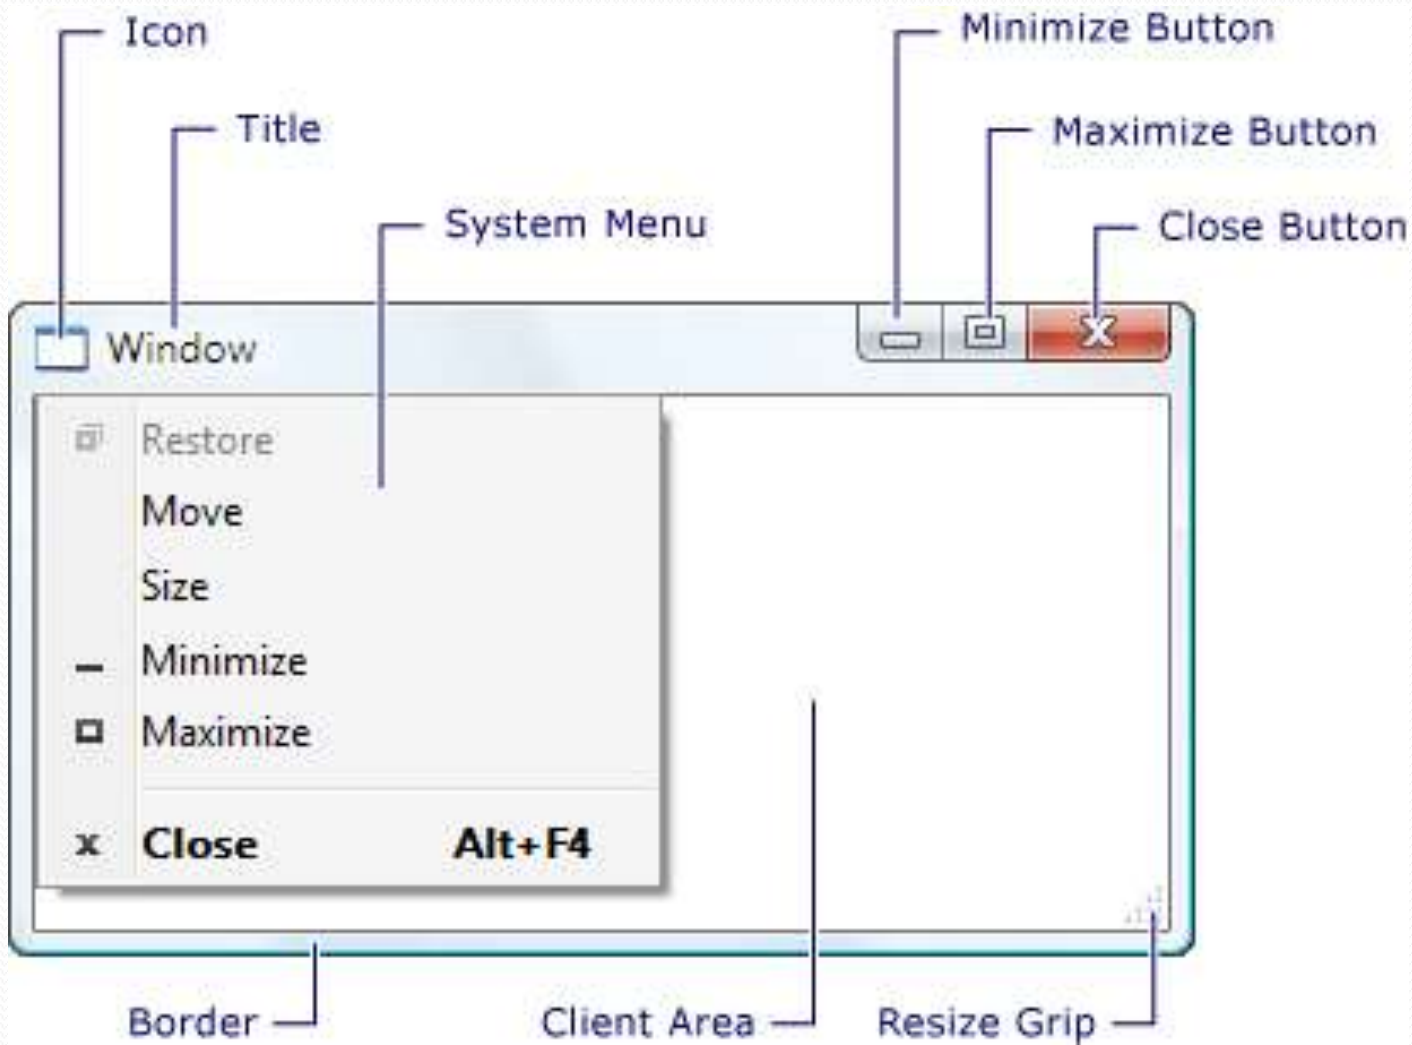 Icon
Minimize Button
Title
Maximize Button
System Menu
Close Button
Window
Restore
Move
Size
Minimize
Maximize
Close Alt+F4
Border
Client Area
Resize Grip